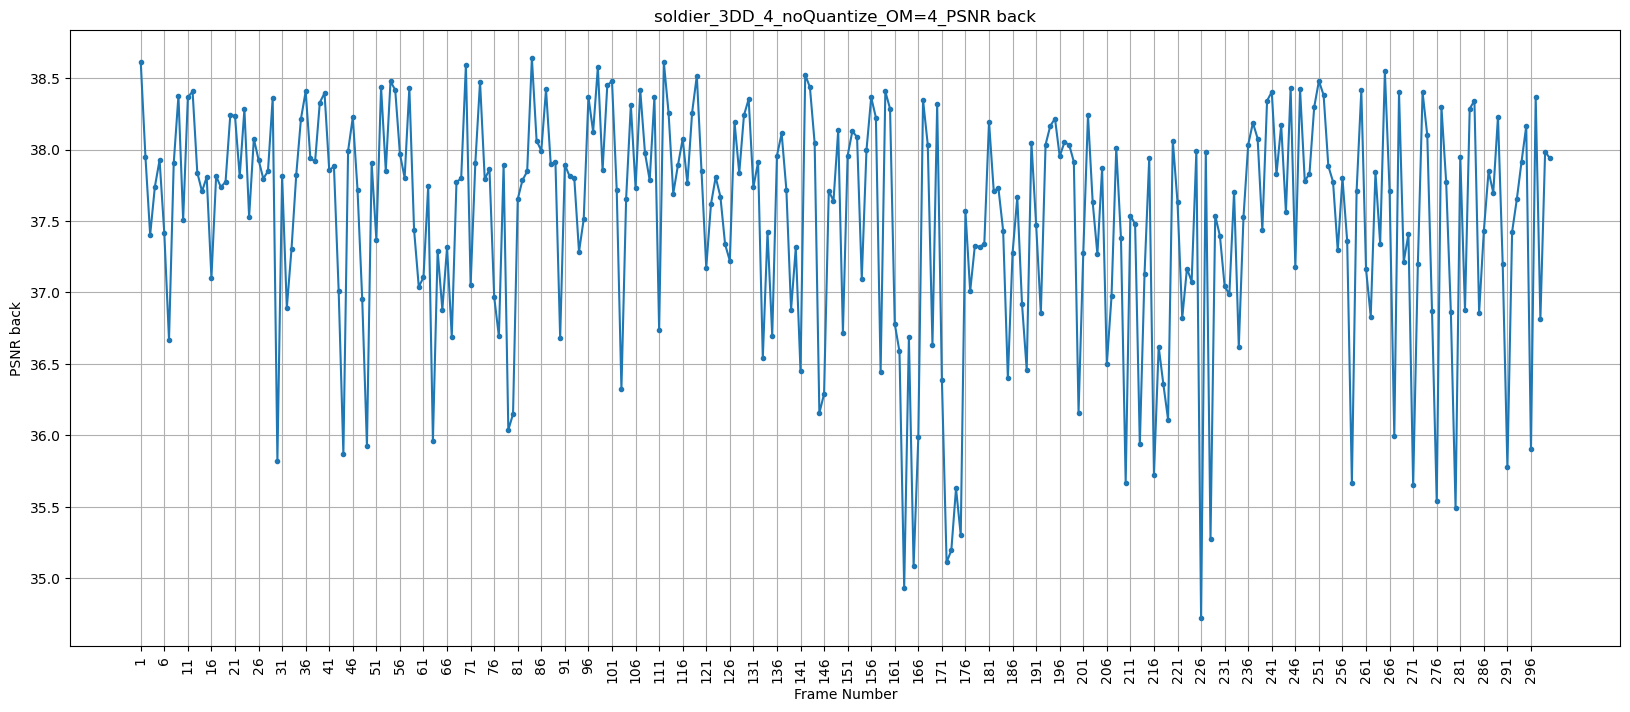 soldier_3DD_4_noQuantize_OM=4_PSNR back
38.5
38.0
37.5
37.0
36.5
36.0
35.5
35.0
PSNR back
1 6 11 16 21 26 31 36 41 46 51 56 61 66 71 76 81 86 91 96 101 106 111 116 121 126 131 136 141 146 151 156 161 166 171 176 181 186 191 196 201 206 211 216 221 226 231 236 241 246 251 256 261 266 271 276 281 286 291 296
Frame Number